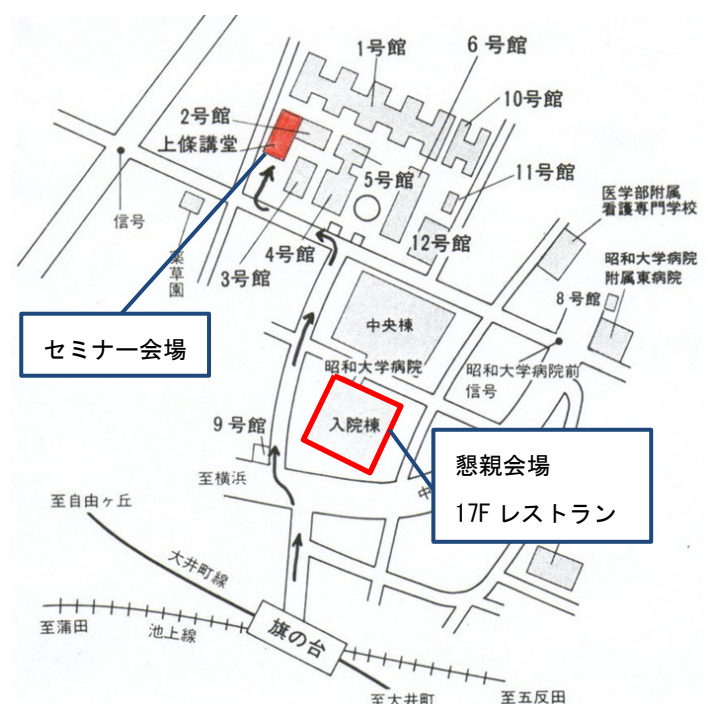 1号館
6号館
10号館
2号館
上條講堂
5号館
11号館
医学部附属
看護専門学校
信号
薬草園
3号館
4号館
12号館
昭和大学病院
附属東病院
8号館
セミナー会場
中央棟
昭和大学病院
昭和大学病院前
信号
入院棟
9号館
懇親会場
17F レストラン
至横浜
中
至自由ヶ丘
大井町線
旗の台
至蒲田
池上線
至大井町
至五反田